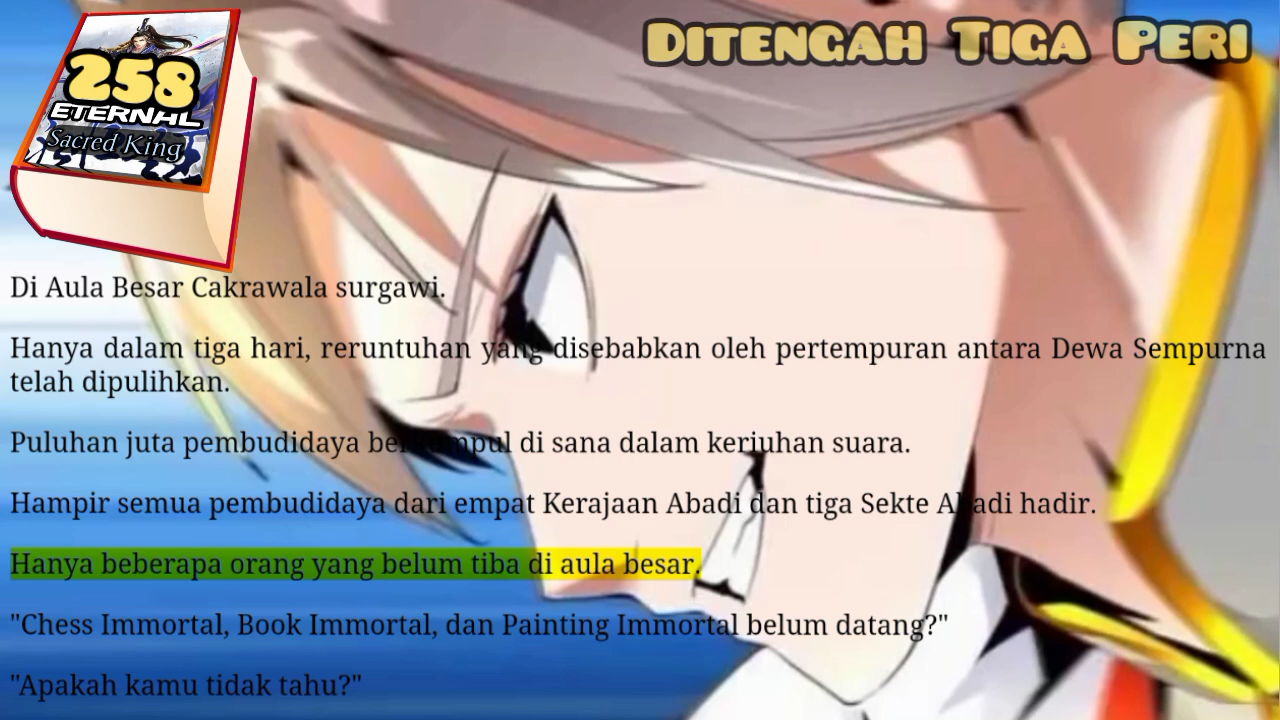 DITENGAH TIGA PERI
258
ETERNAL
Sacred King
Di Aula Besar Cakrawala surgawi.
Hanya dalam tiga hari, reruntuhan yang disebabkan oleh pertempuran antara Dewa Sempurna
telah dipulihkan.
Puluhan juta pembudidaya berkumpul di sana dalam keriuhan suara.
Hampir semua pembudidaya dari empat Kerajaan Abadi dan tiga Sekte Abadi hadir.
Hanya beberapa orang yang belum tiba di aula besar.
"Chess Immortal, Book Immortal, dan Painting Immortal belum datang?"
"Apakah kamu tidak tahu?"